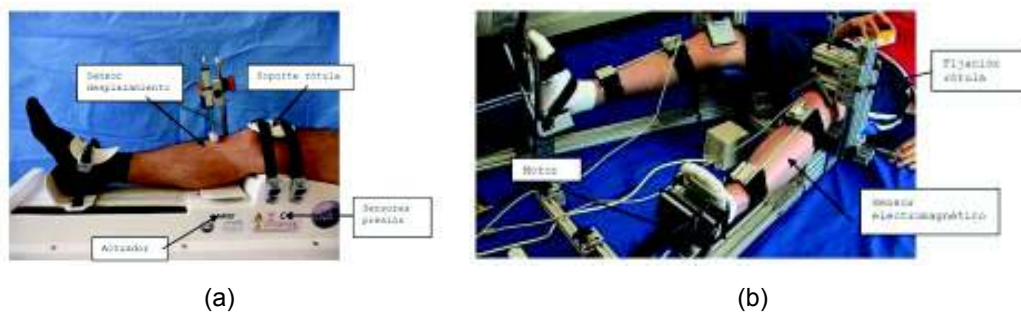 Sensor
desplazamiento
Soporte rótula
Sensores
presión
Actuador
(a)
Fijación
rótula
Motor
Sensor
electromagnético
(b)